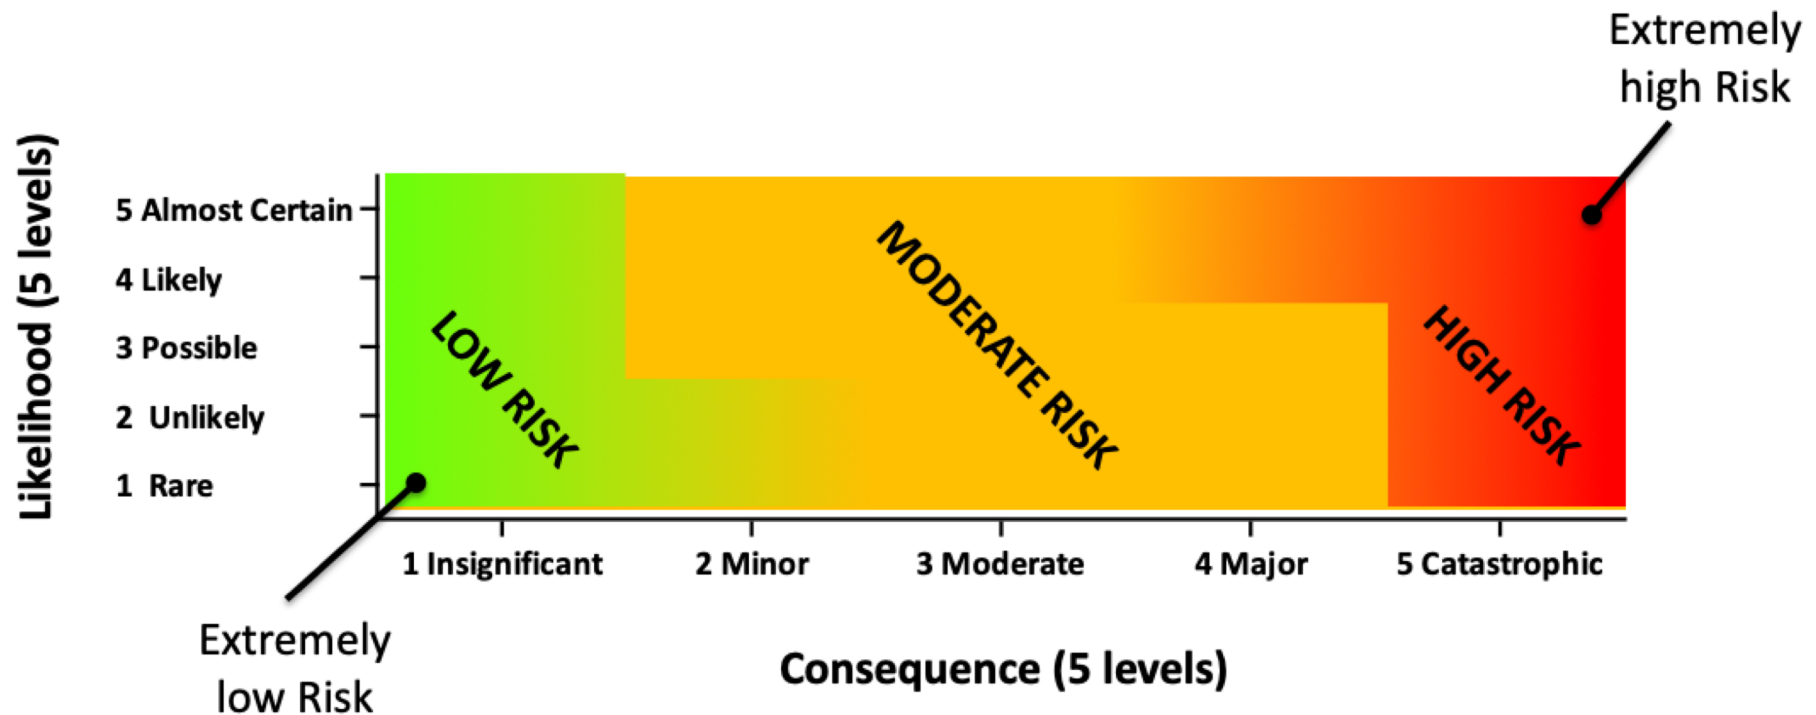 Extremely
high Risk
Likelihood (5 levels)
5 Almost Certain
4 Likely
3 Possible
2 Unlikely
1 Rare
LOW RISK
MODERATE RISK
HIGH RISK
1 Insignificant
2 Minor
3 Moderate
4 Major
5 Catastrophic
Extremely
low Risk
Consequence (5 levels)